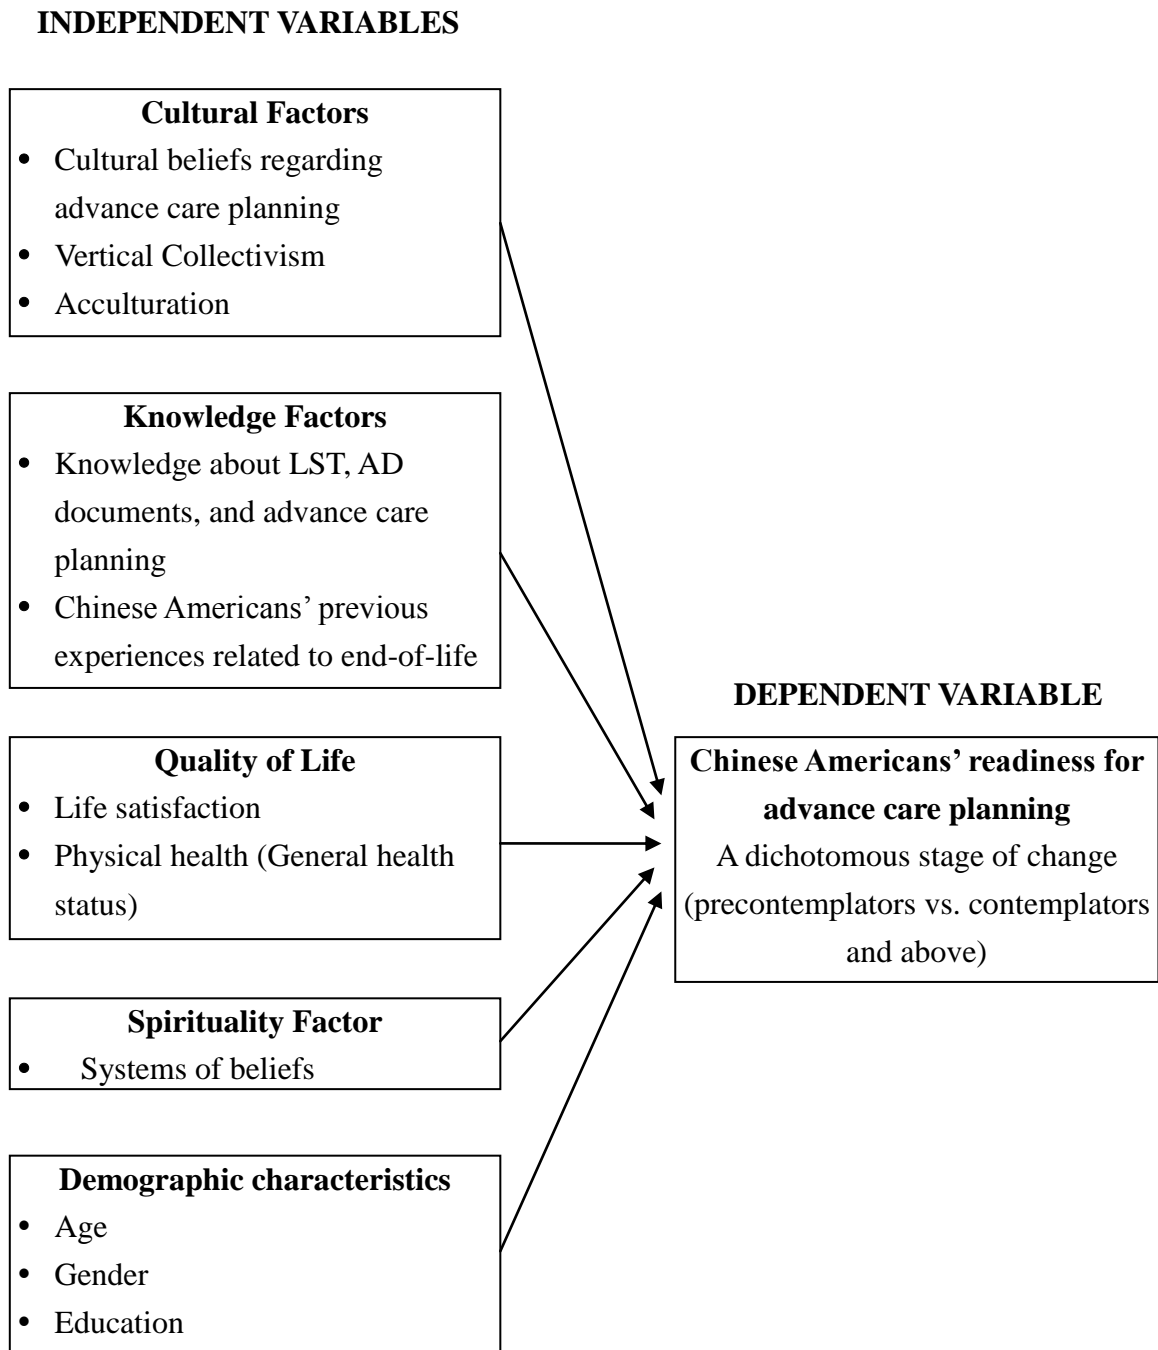 INDEPENDENT VARIABLES
Cultural Factors
• Cultural beliefs regarding
advance care planning
• Vertical Collectivism
• Acculturation
Knowledge Factors
• Knowledge about LST, AD
documents, and advance care
planning
• Chinese Americans’ previous
experiences related to end-of-life
Quality of Life
• Life satisfaction
• Physical health (General health
status)
Spirituality Factor
• Systems of beliefs
Demographic characteristics
• Age
• Gender
• Education
DEPENDENT VARIABLE
Chinese Americans’ readiness for
advance care planning
A dichotomous stage of change
(precontemplators vs. contemplators
and above)